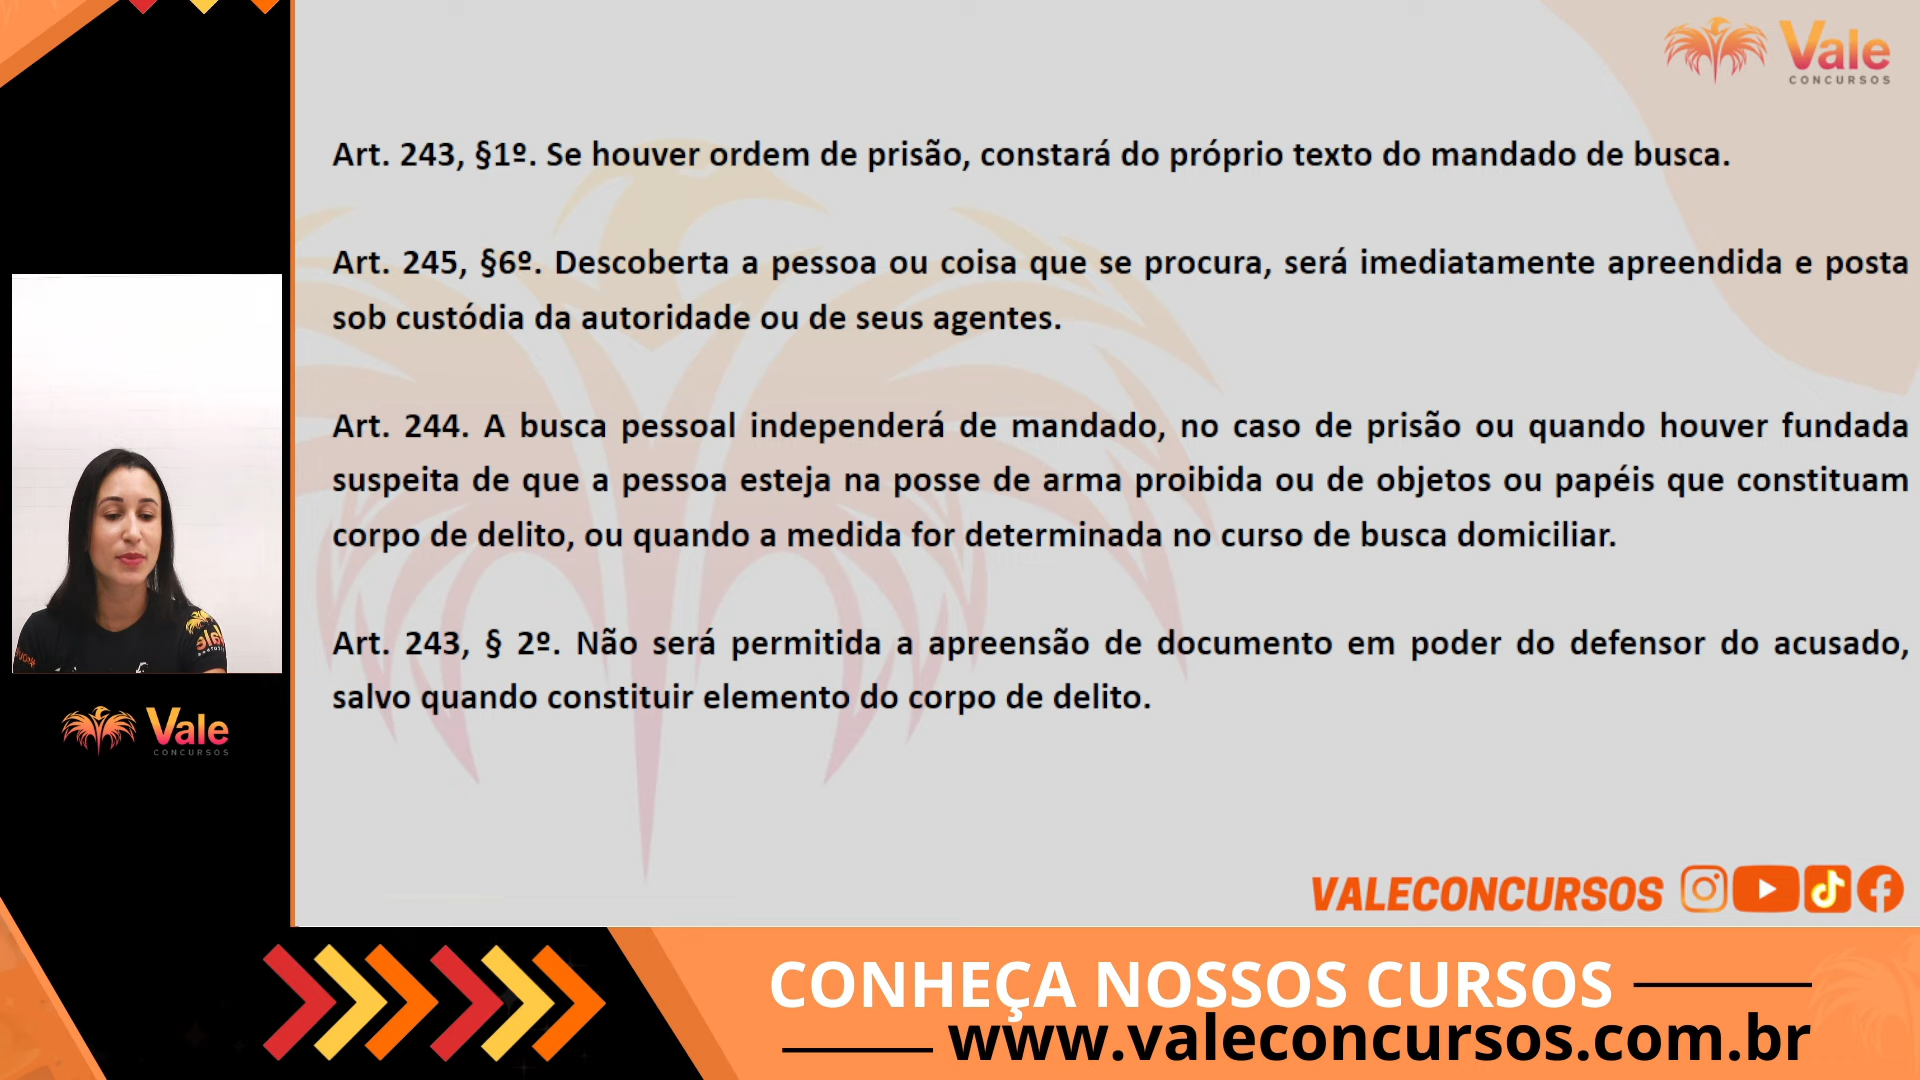 Vale
CONCURSOS
Art. 243, §1º. Se houver ordem de prisão, constará do próprio texto do mandado de busca.
Art. 245, §6º. Descoberta a pessoa ou coisa que se procura, será imediatamente apreendida e posta
sob custódia da autoridade ou de seus agentes.
Art. 244. A busca pessoal independerá de mandado, no caso de prisão ou quando houver fundada
suspeita de que a pessoa esteja na posse de arma proibida ou de objetos ou papéis que constituam
corpo de delito, ou quando a medida for determinada no curso de busca domiciliar.
Art. 243, § 2º. Não será permitida a apreensão de documento em poder do defensor do acusado,
salvo quando constituir elemento do corpo de delito.
Vale
CONCURSOS
VALECONCURSOS
CONHEÇA NOSSOS CURSOS
www.valeconcursos.com.br